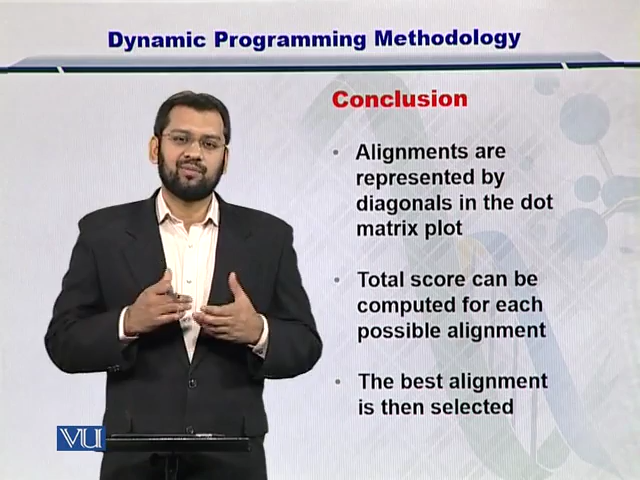 Dynamic Programming Methodology
Conclusion
• Alignments are
represented by
diagonals in the dot
matrix plot
• Total score can be
computed for each
possible alignment
• The best alignment
is then selected
VU